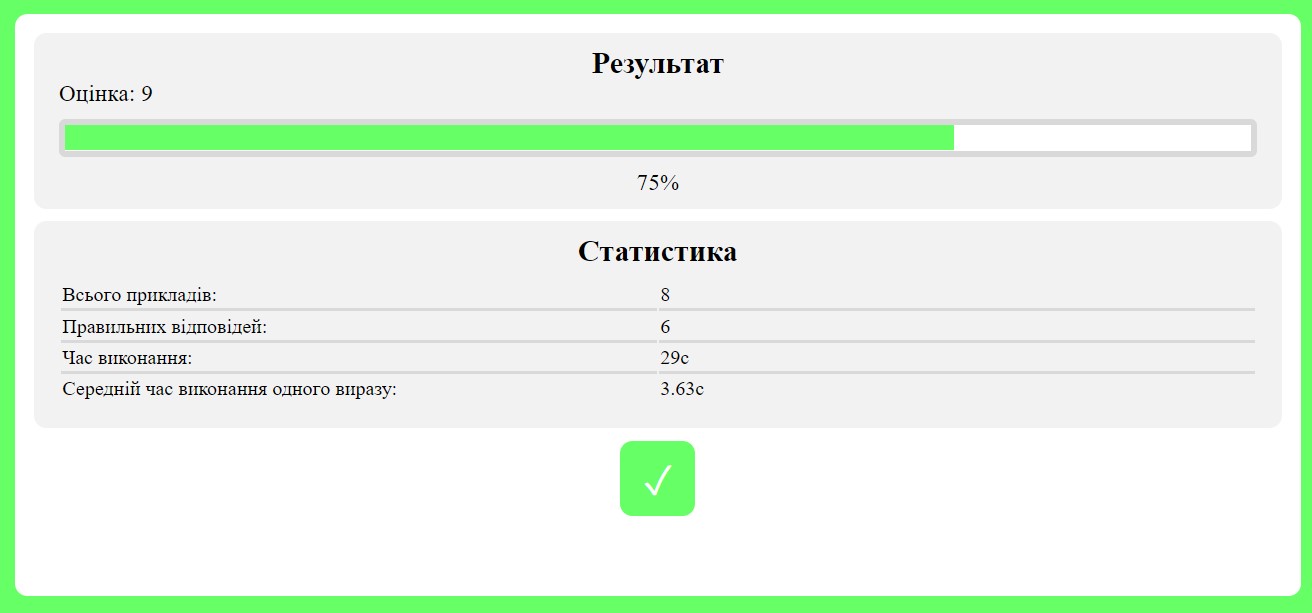 Результат
Оцінка: 9
75%
Статистика
Всього прикладів: 8
Правильних відповідей: 6
Час виконання: 29с
Середній час виконання одного виразу: 3.63с
✓